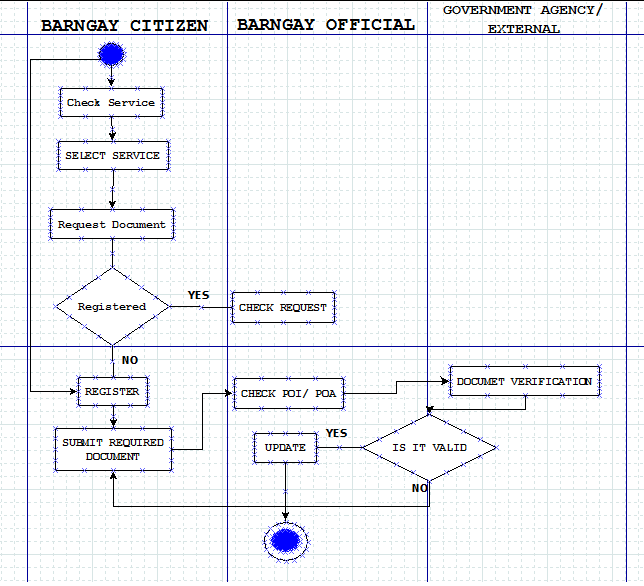 BARNGAY CITIZEN
BARNGAY OFFICIAL
GOVERNMENT AGENCY/
EXTERNAL
Check Service
SELECT SERVICE
Request Document
Registered
YES
CHECK REQUEST
NO
REGISTER
CHECK POI/ POA
DOCUMET VERIFICATION
SUBMIT REQUIRED
DOCUMENT
UPDATE
YES
IS IT VALID
NO